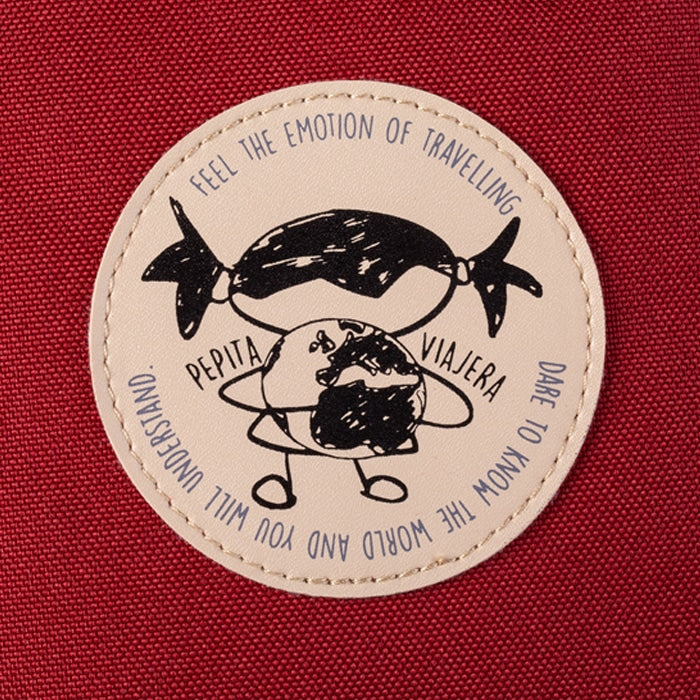 FEEL THE EMOTION OF TRAVELLING
PEPITA VIAJERA
DARE TO KNOW THE WORLD AND YOU WILL UNDERSTAND.